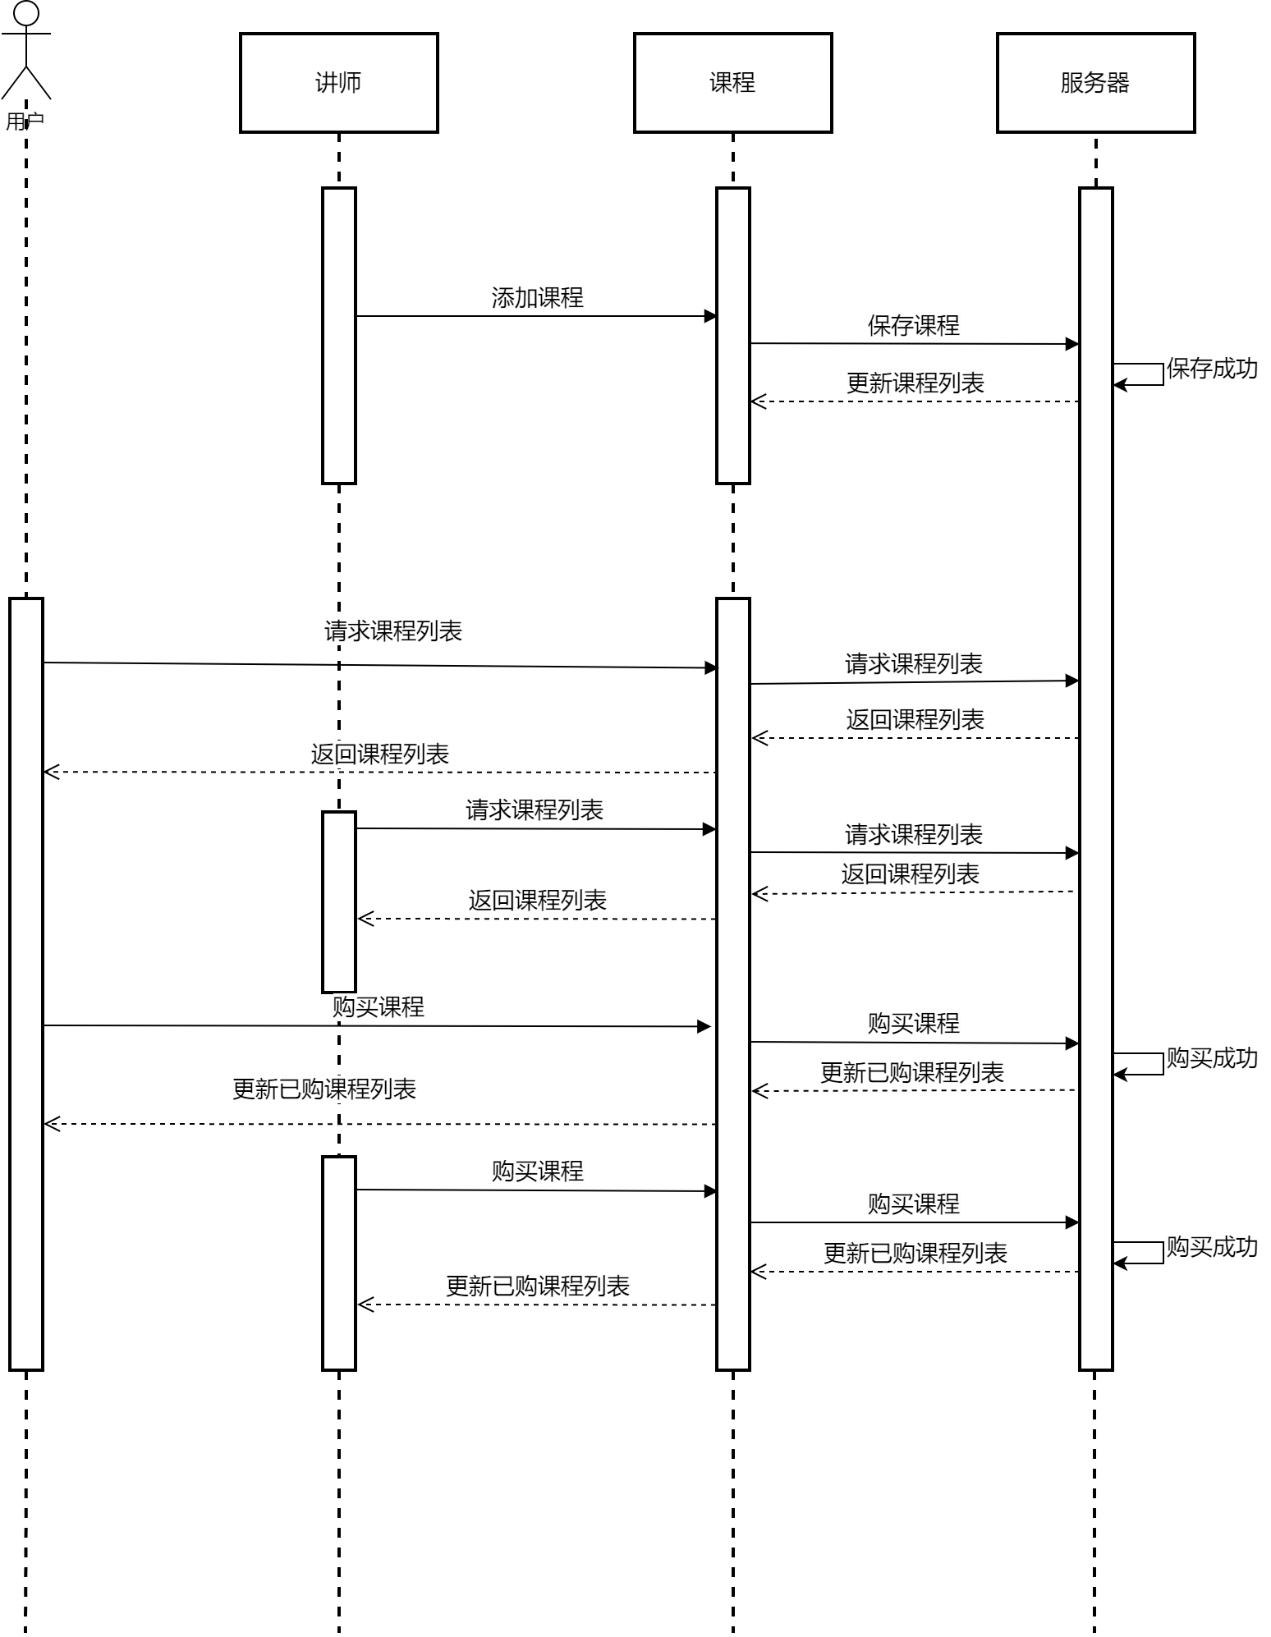 用户
讲师
课程
服务器
添加课程
保存课程
保存成功
更新课程列表
请求课程列表
请求课程列表
返回课程列表
返回课程列表
请求课程列表
请求课程列表
返回课程列表
返回课程列表
购买课程
购买课程
购买成功
更新已购课程列表
更新已购课程列表
购买课程
购买课程
购买成功
更新已购课程列表
更新已购课程列表